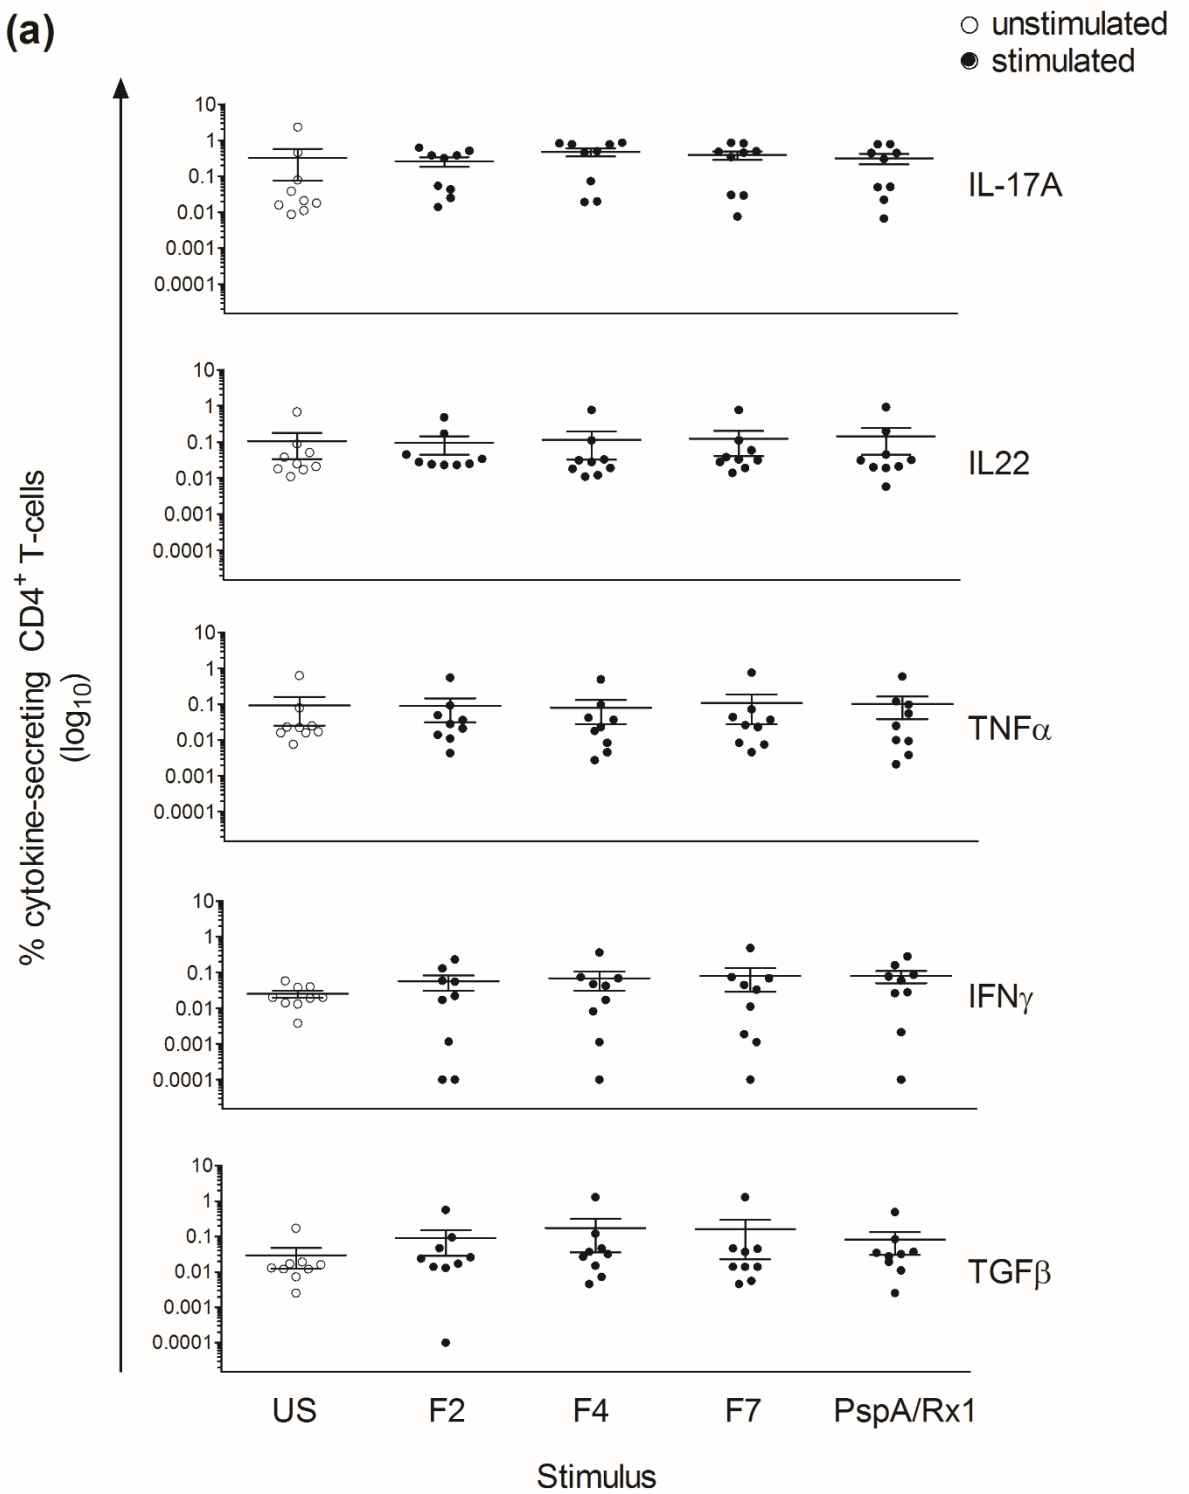 (a)
unstimulated
stimulated
% cytokine-secreting CD4⁺ T-cells
(log₁₀)
10
1
0.1
0.01
0.001
0.0001
IL-17A
10
1
0.1
0.01
0.001
0.0001
IL22
10
1
0.1
0.01
0.001
0.0001
TNFα
10
1
0.1
0.01
0.001
0.0001
IFNγ
10
1
0.1
0.01
0.001
0.0001
TGFβ
US F2 F4 F7 PspA/Rx1
Stimulus